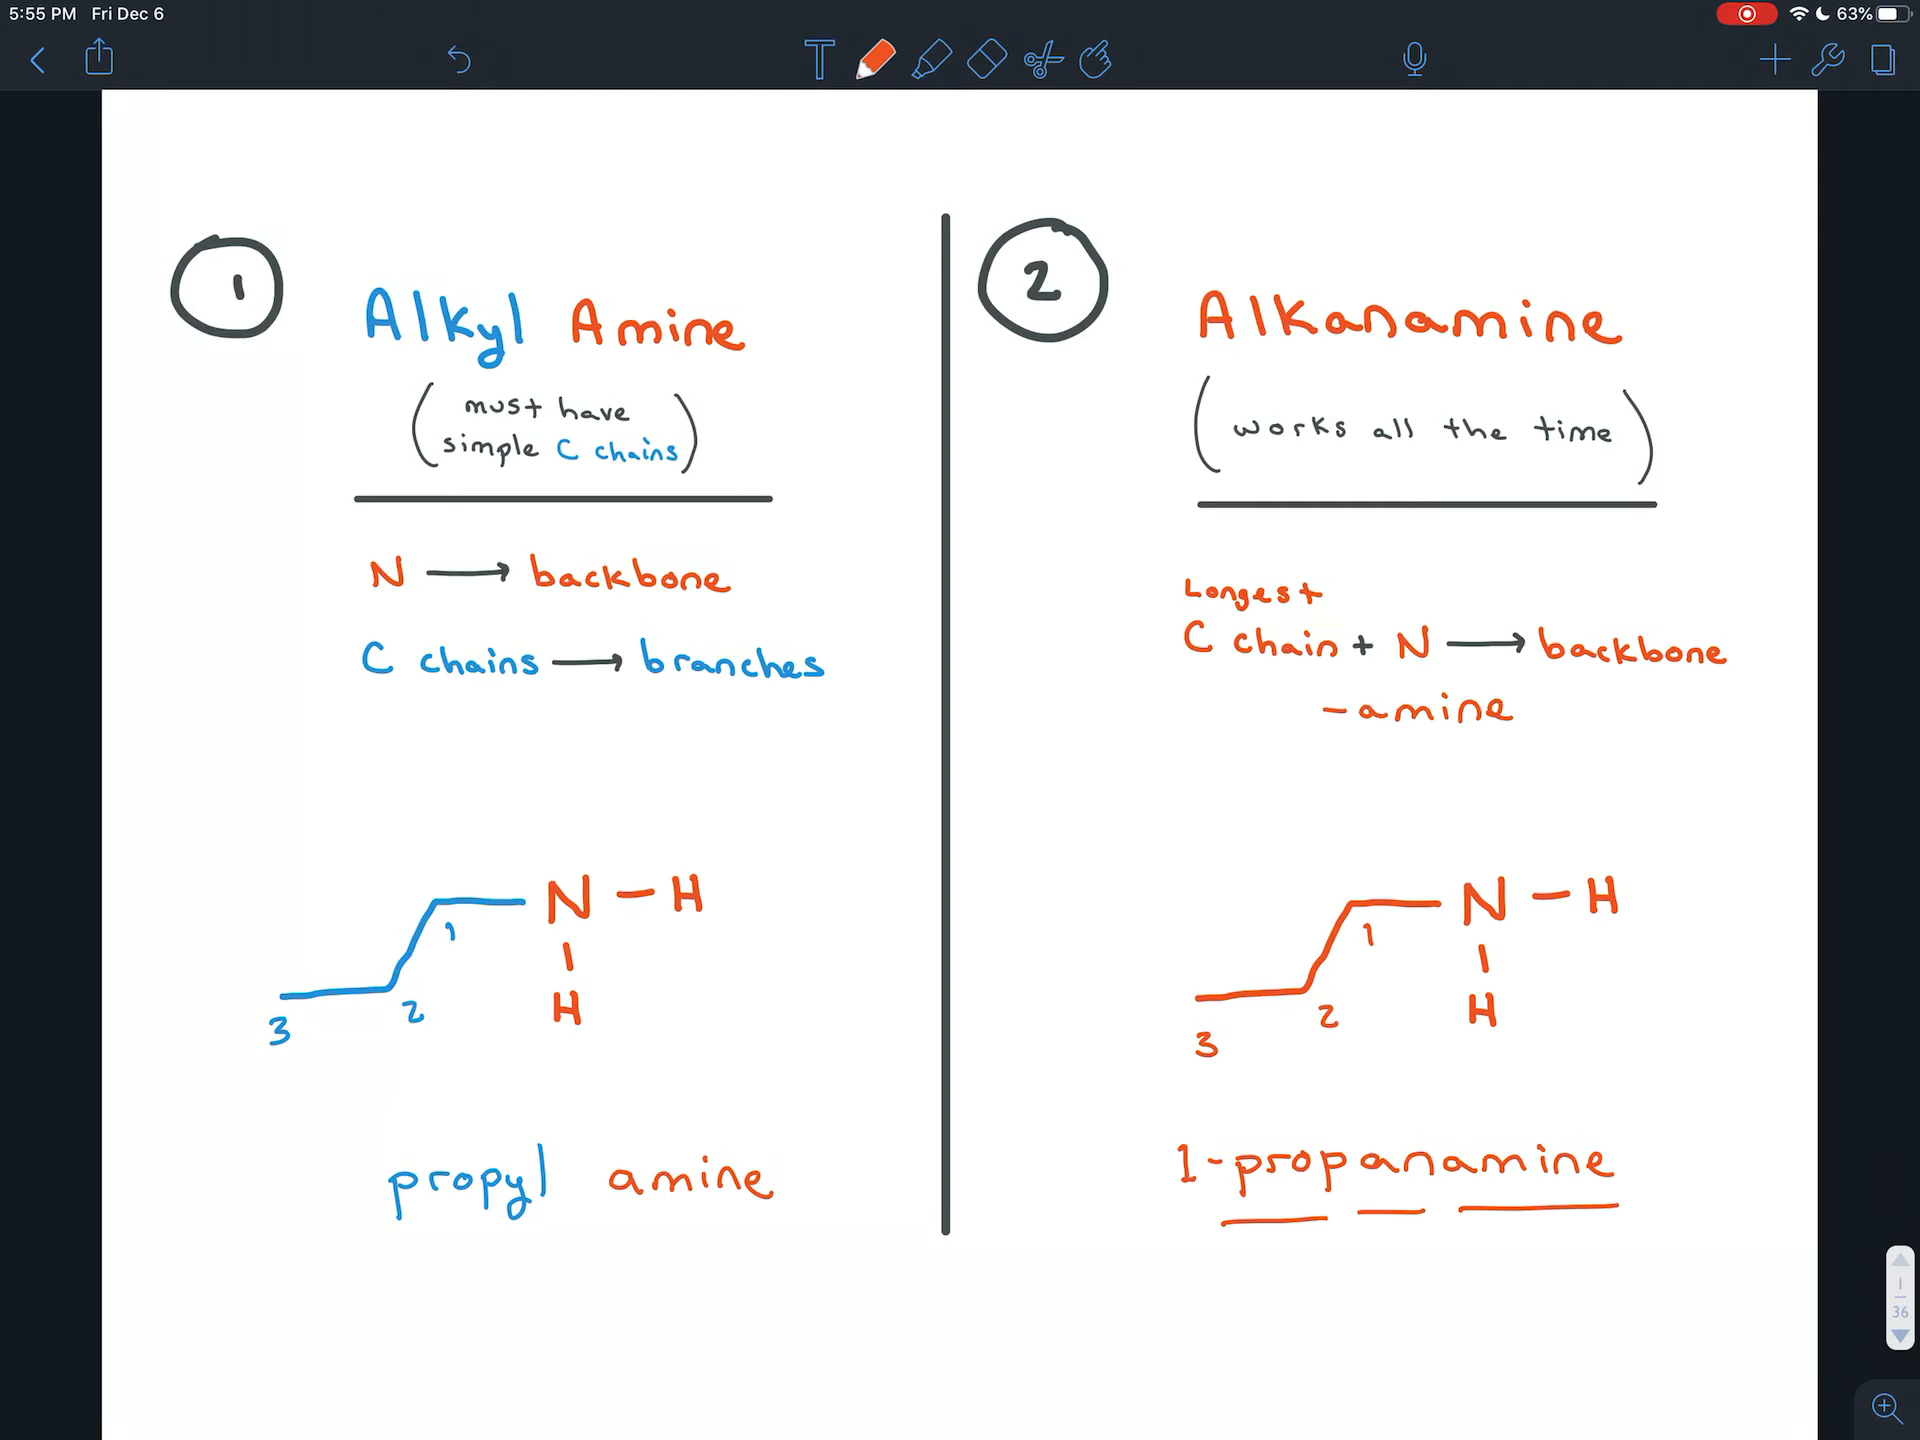 5:55 PM Fri Dec 6
63%
1
Alkyl Amine
(must have
simple C chains)
N → backbone
C chains → branches
N - H
1
H
2
3
propyl amine
2
Alkanamine
(works all the time)
Longest
C chain + N → backbone
-amine
N - H
1
H
2
3
1-propanamine
1
36